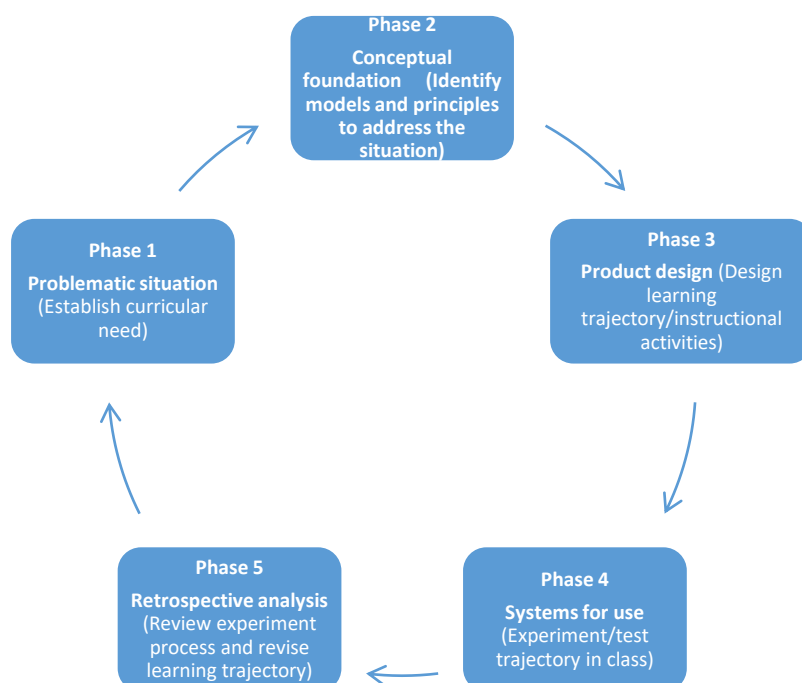 Phase 2
Conceptual
foundation (Identify
models and principles
to address the
situation)
Phase 1
Problematic situation
(Establish curricular
need)
Phase 3
Product design (Design
learning
trajectory/instructional
activities)
Phase 5
Retrospective analysis
(Review experiment
process and revise
learning trajectory)
Phase 4
Systems for use
(Experiment/test
trajectory in class)